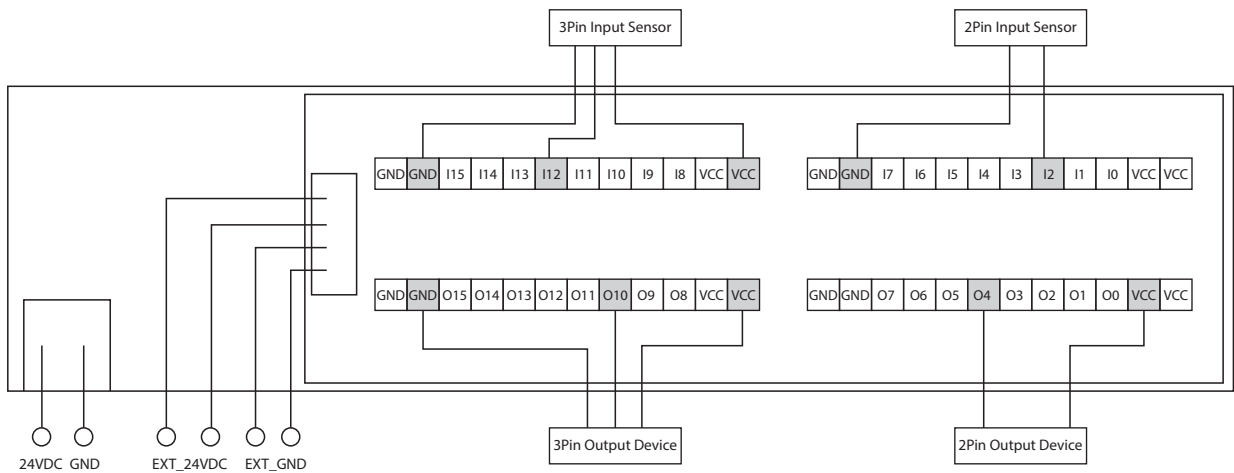 3Pin Input Sensor
2Pin Input Sensor
GND GND I15 I14 I13 I12 I11 I10 I9 I8 VCC VCC
GND GND I7 I6 I5 I4 I3 I2 I1 I0 VCC VCC
GND GND O15 O14 O13 O12 O11 O10 O9 O8 VCC VCC
GND GND O7 O6 O5 O4 O3 O2 O1 O0 VCC VCC
3Pin Output Device
2Pin Output Device
24VDC GND EXT_24VDC EXT_GND